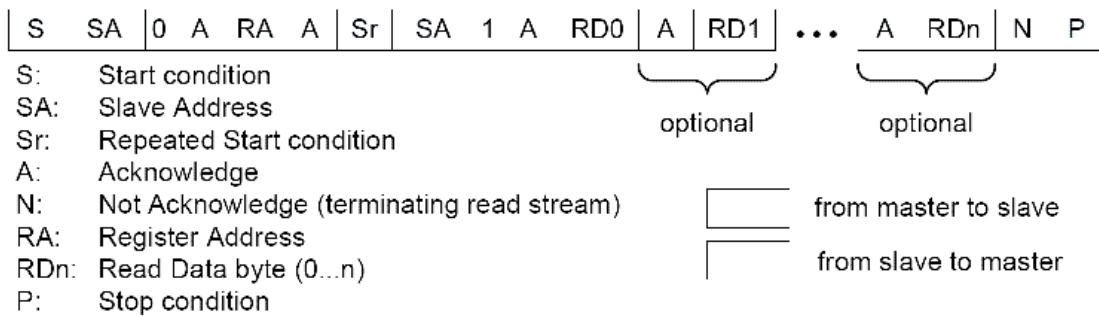 S SA 0 A RA A Sr SA 1 A RD0 A RD1 ••• A RDn N P
S: Start condition
SA: Slave Address
optional optional
Sr: Repeated Start condition
A: Acknowledge
N: Not Acknowledge (terminating read stream)
from master to slave
RA: Register Address
RDn: Read Data byte (0...n)
from slave to master
P: Stop condition